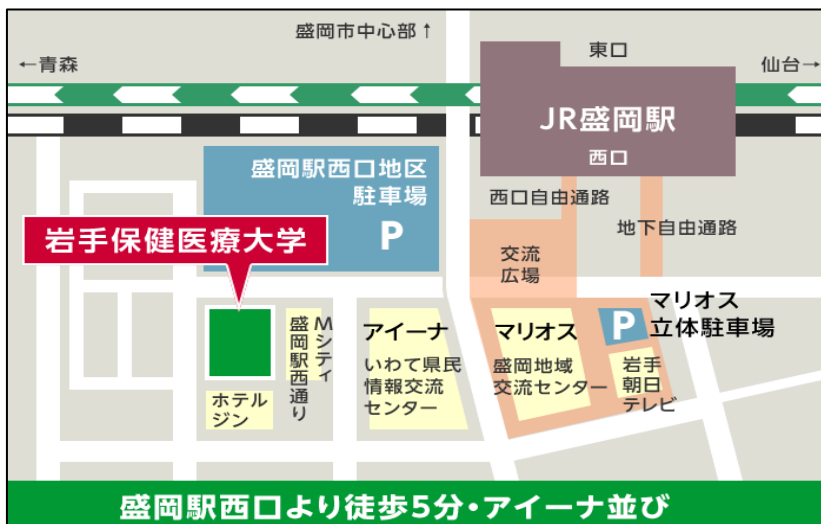 盛岡市中心部↑
←青森
東口
仙台→
JR盛岡駅
西口
盛岡駅西口地区
駐車場
P
西口自由通路
地下自由通路
岩手保健医療大学
交流
広場
マリオス
立体駐車場
P
Mシティ
盛岡駅西通り
アイーナ
いわて県民
情報交流
センター
マリオス
盛岡地域
交流センター
岩手
朝日
テレビ
ホテル
ジン
盛岡駅西口より徒歩5分・アイーナ並び